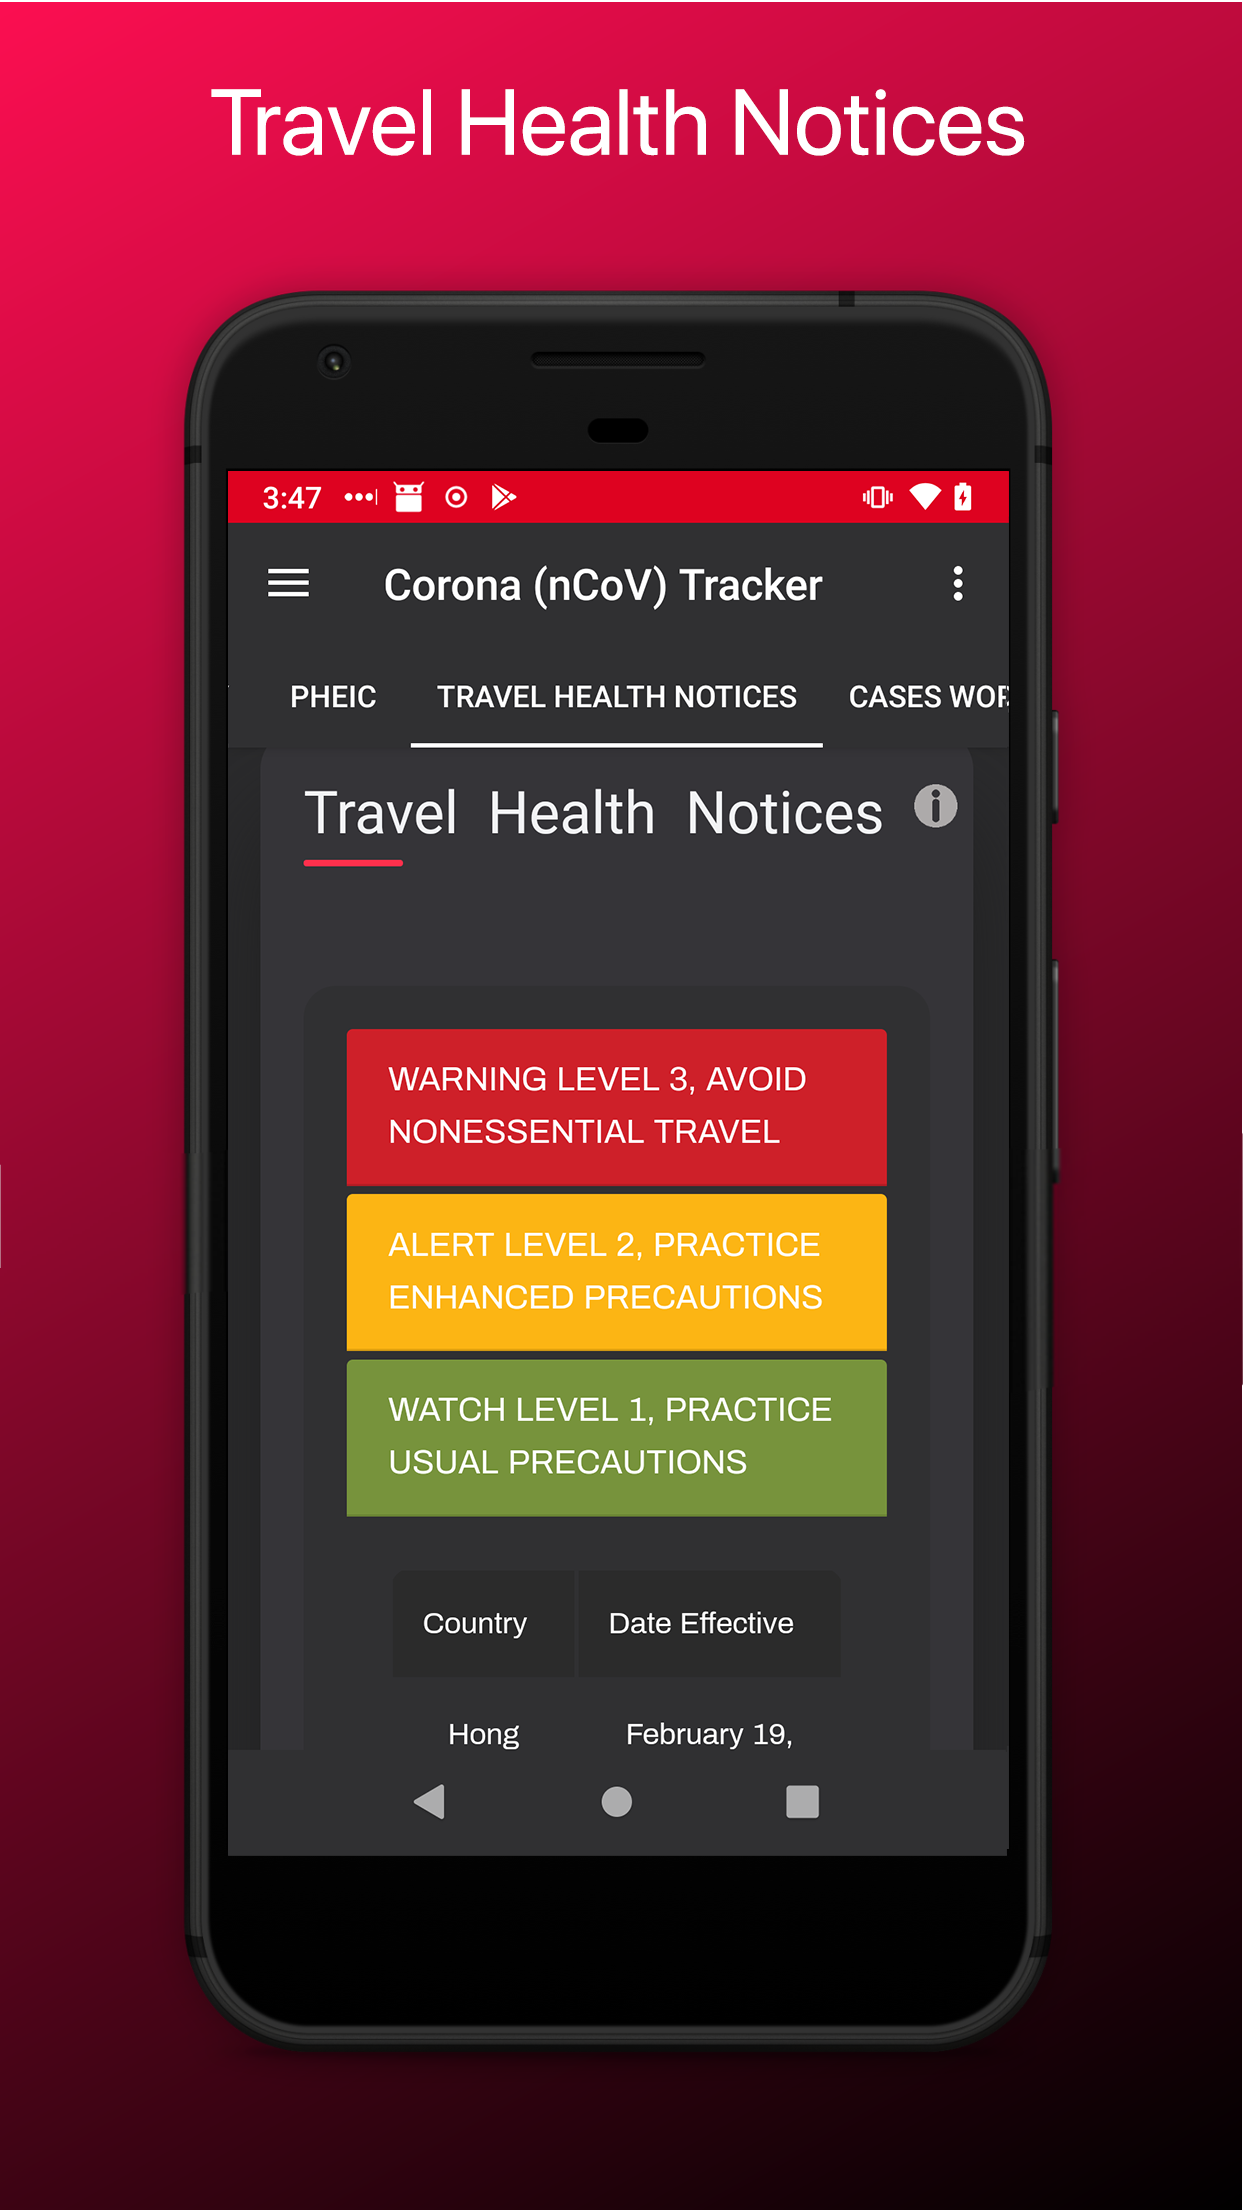 Travel Health Notices
3:47
Corona (nCoV) Tracker
PHEIC TRAVEL HEALTH NOTICES CASES
Travel Health Notices
WARNING LEVEL 3, AVOID
NONESSENTIAL TRAVEL
ALERT LEVEL 2, PRACTICE
ENHANCED PRECAUTIONS
WATCH LEVEL 1, PRACTICE
USUAL PRECAUTIONS
Country Date Effective
Hong February 19,